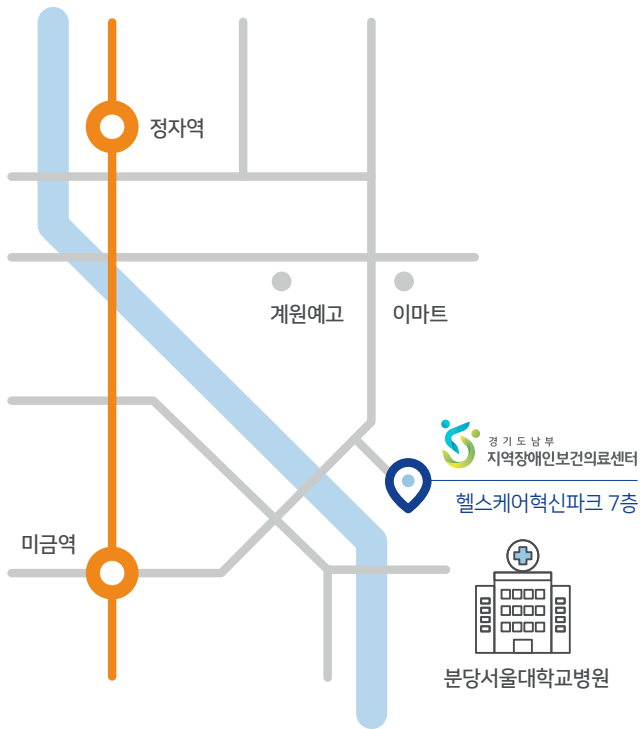 정자역
계원예고
이마트
경기도남부
지역장애인보건의료센터
헬스케어혁신파크 7층
미금역
분당서울대학교병원